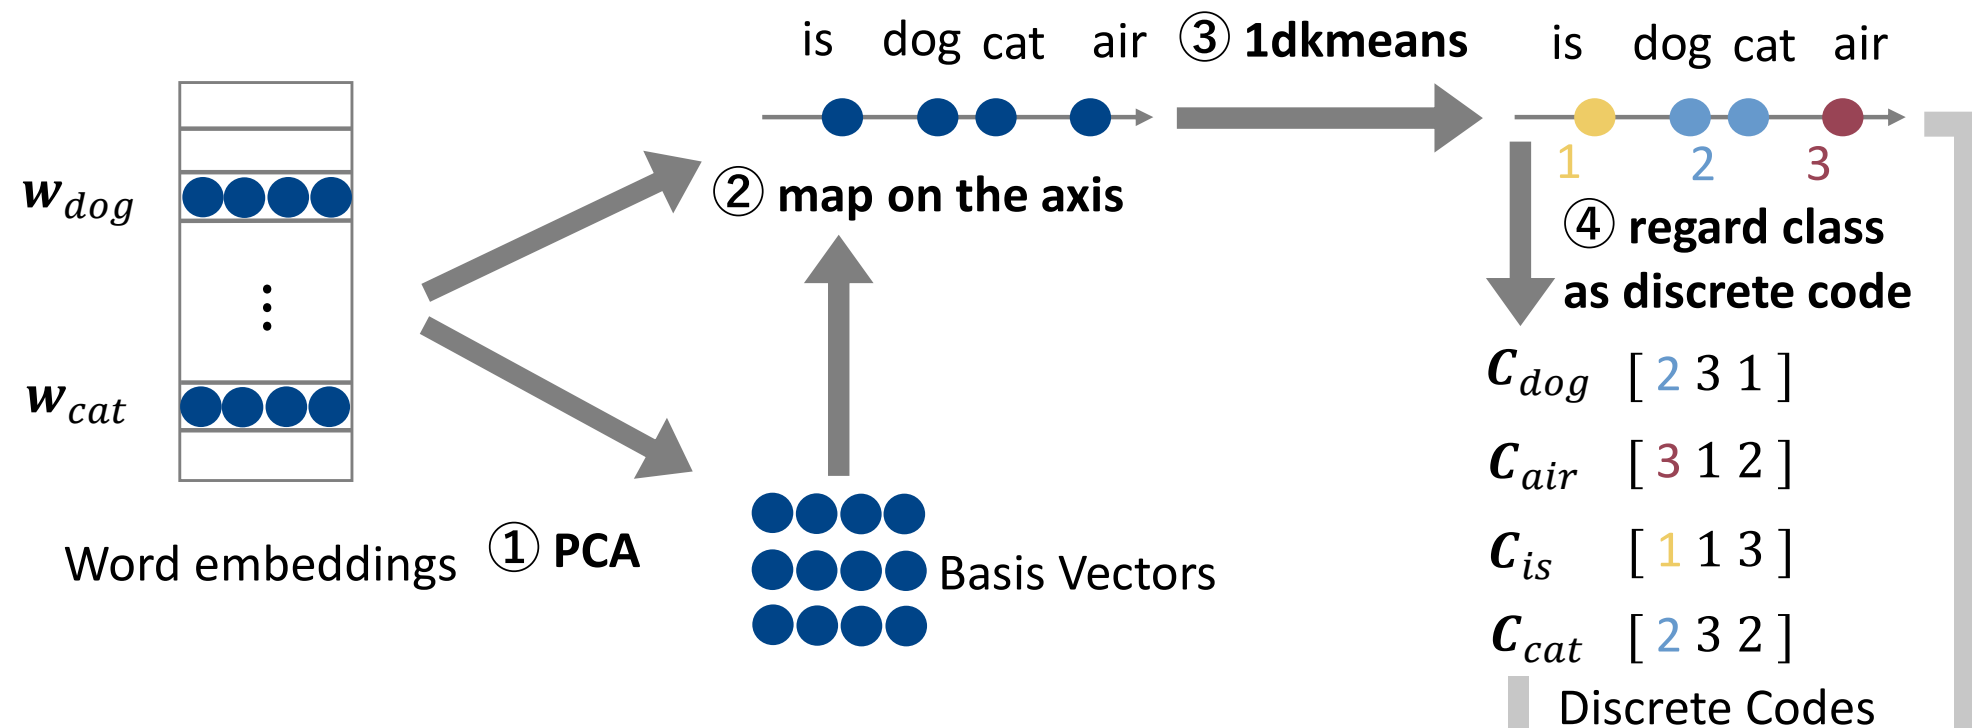 w_dog
w_cat
Word embeddings
① PCA
is dog cat air
② map on the axis
Basis Vectors
③ 1dkmeans
is dog cat air
1 2 3
④ regard class
as discrete code
C_dog [ 2 3 1 ]
C_air [ 3 1 2 ]
C_is [ 1 1 3 ]
C_cat [ 2 3 2 ]
Discrete Codes